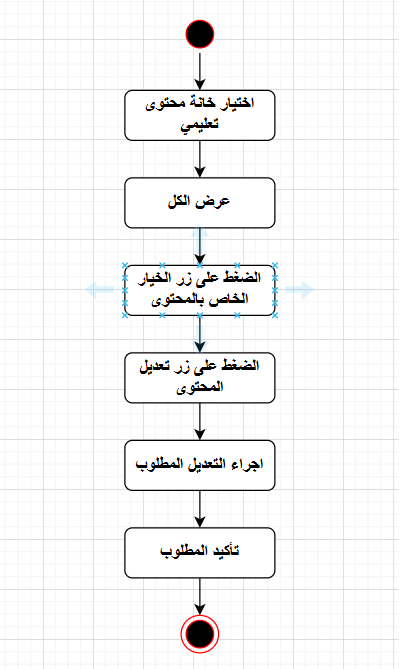 اختيار خانة محتوى
تعليمي
عرض الكل
الضغط على زر الخيار
الخاص بالمحتوى
الضغط على زر تعديل
المحتوى
اجراء التعديل المطلوب
تأكيد المطلوب